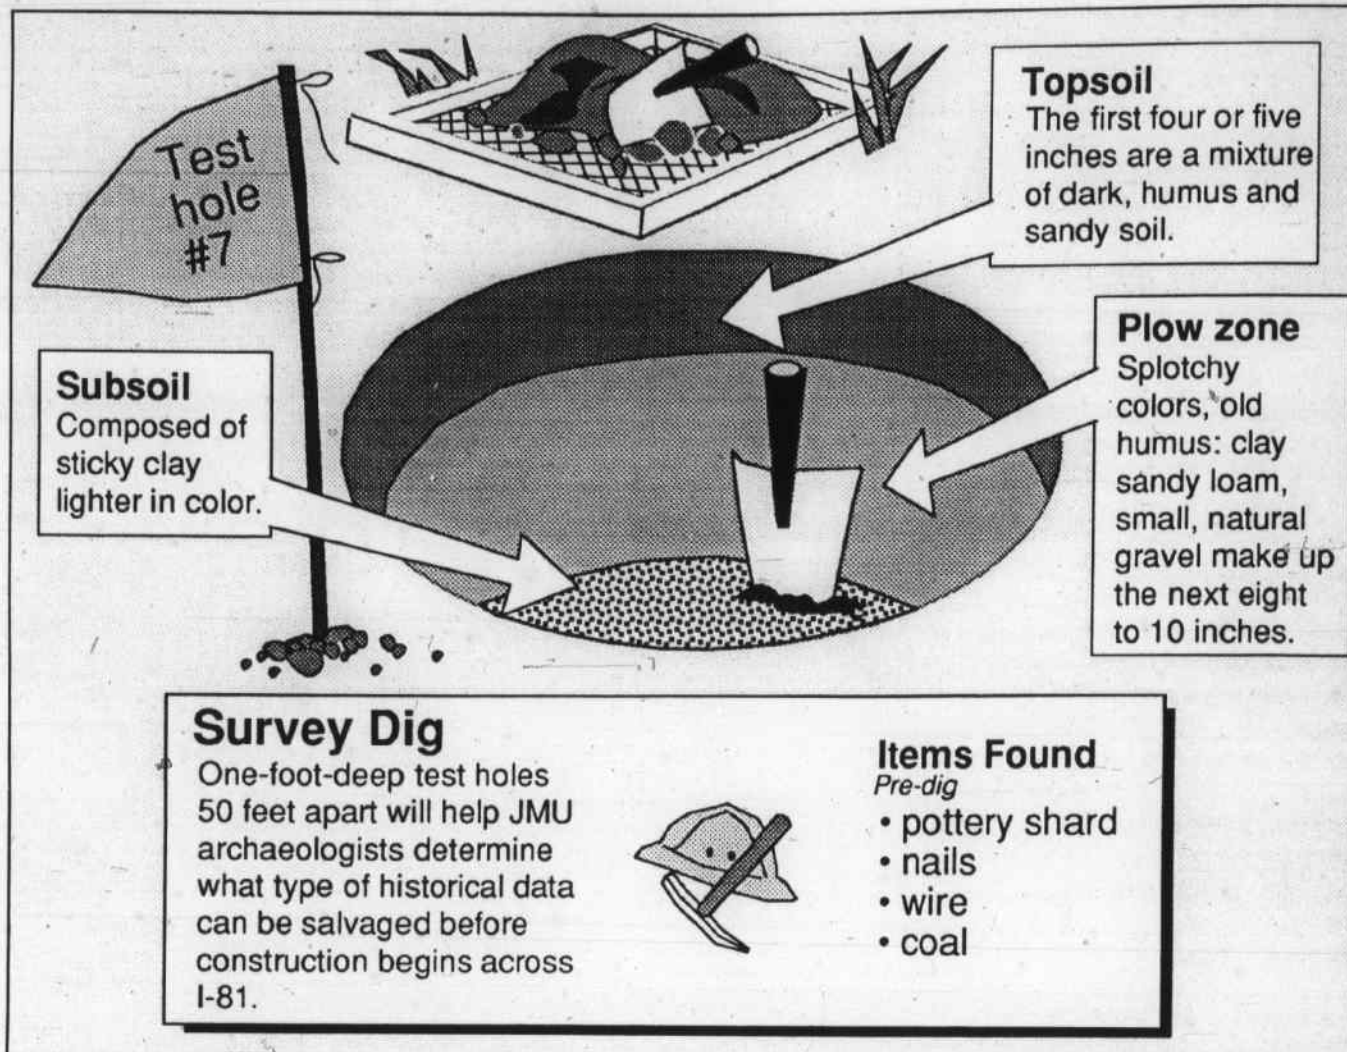 Test
hole
#7
Topsoil
The first four or five
inches are a mixture
of dark, humus and
sandy soil.
Subsoil
Composed of
sticky clay
lighter in color.
Plow zone
Splotchy
colors, old
humus: clay
sandy loam,
small, natural
gravel make up
the next eight
to 10 inches.
Survey Dig
One-foot-deep test holes
50 feet apart will help JMU
archaeologists determine
what type of historical data
can be salvaged before
construction begins across
I-81.
Items Found
Pre-dig
• pottery shard
• nails
• wire
• coal